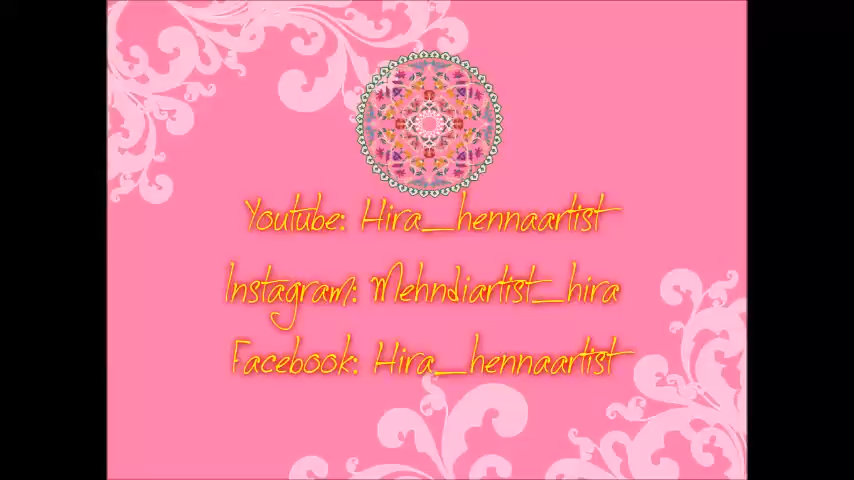 Youtube: Hira_hennaartist
Instagram: Mehndiartist_hira
Facebook: Hira_hennaartist